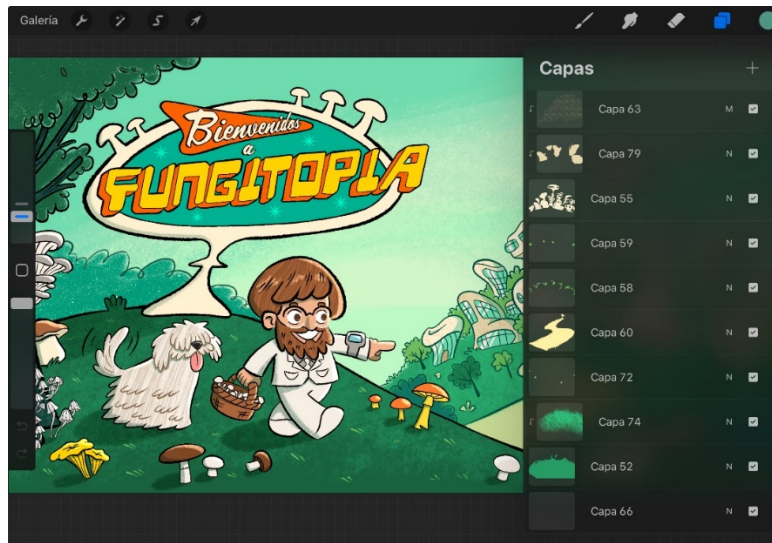 Galería
Capas
Bienvenidos
a
FUNGITOPIA
Capa 63 M
Capa 79 N
Capa 55 N
Capa 59 N
Capa 58 N
Capa 60 N
Capa 72 N
Capa 74 N
Capa 52 N
Capa 66 N